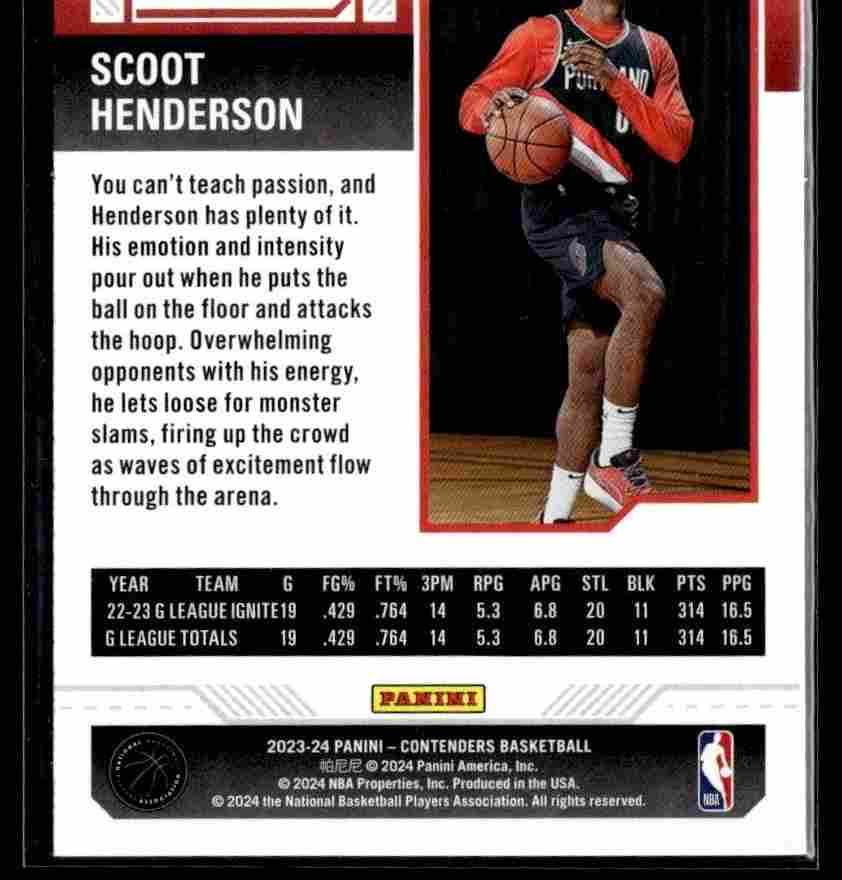 SCOOT
HENDERSON
You can't teach passion, and
Henderson has plenty of it.
His emotion and intensity
pour out when he puts the
ball on the floor and attacks
the hoop. Overwhelming
opponents with his energy,
he lets loose for monster
slams, firing up the crowd
as waves of excitement flow
through the arena.
PORTLAND
YEAR TEAM G FG% FT% 3PM RPG APG STL BLK PTS PPG
22-23 G LEAGUE IGNITE 19 .429 .764 14 5.3 6.8 20 11 314 16.5
G LEAGUE TOTALS 19 .429 .764 14 5.3 6.8 20 11 314 16.5
PANINI
2023-24 PANINI – CONTENDERS BASKETBALL
帕尼尼 © 2024 Panini America, Inc.
© 2024 NBA Properties, Inc. Produced in the USA.
© 2024 the National Basketball Players Association. All rights reserved.
NBA